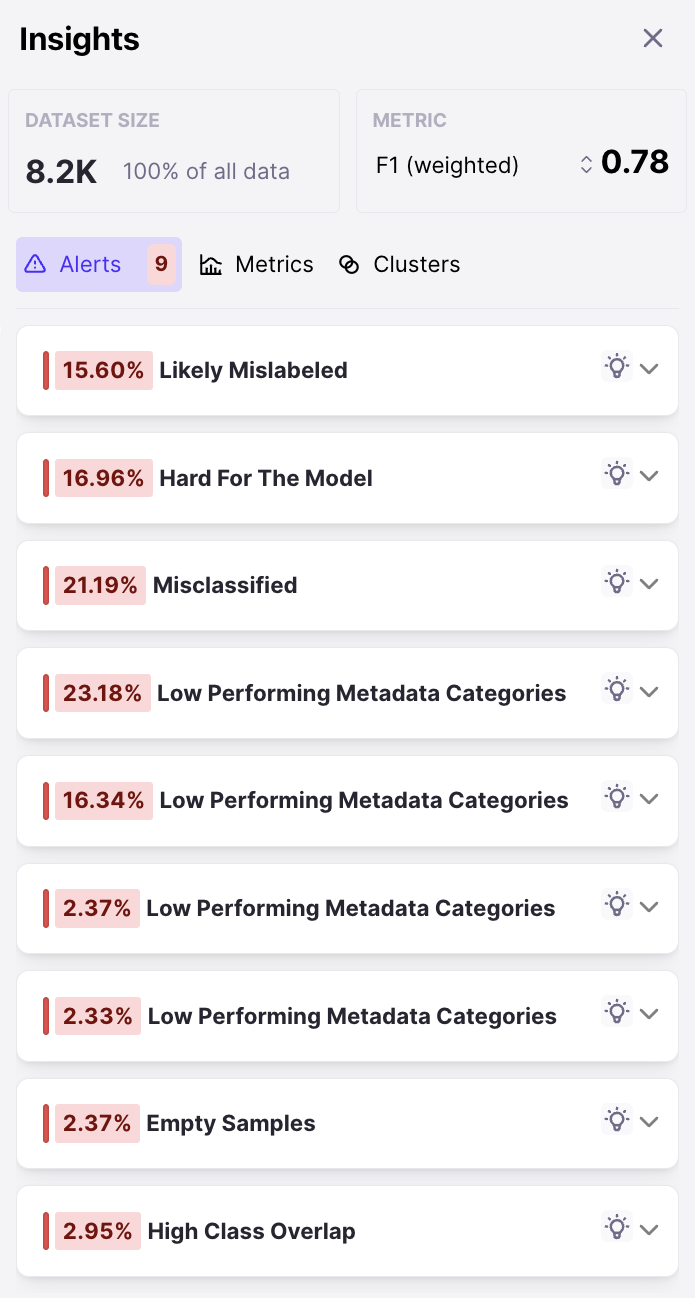 Insights
DATASET SIZE
8.2K 100% of all data
METRIC
F1 (weighted) 0.78
Alerts 9 Metrics Clusters
15.60% Likely Mislabeled
16.96% Hard For The Model
21.19% Misclassified
23.18% Low Performing Metadata Categories
16.34% Low Performing Metadata Categories
2.37% Low Performing Metadata Categories
2.33% Low Performing Metadata Categories
2.37% Empty Samples
2.95% High Class Overlap